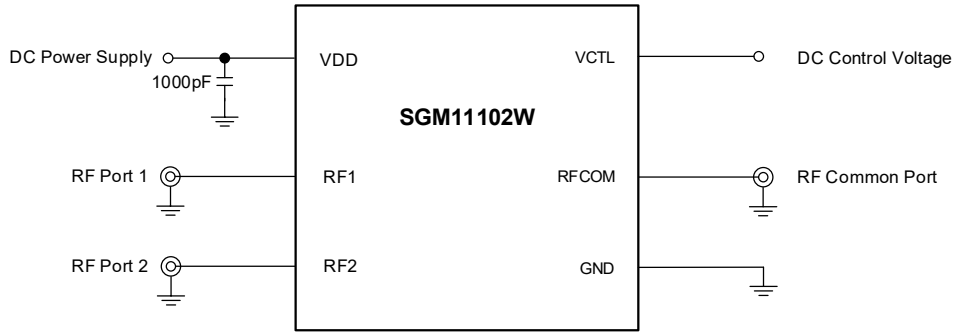 DC Power Supply
VDD
VCTL
DC Control Voltage
1000pF
SGM11102W
RF Port 1
RF1
RFCOM
RF Common Port
RF Port 2
RF2
GND